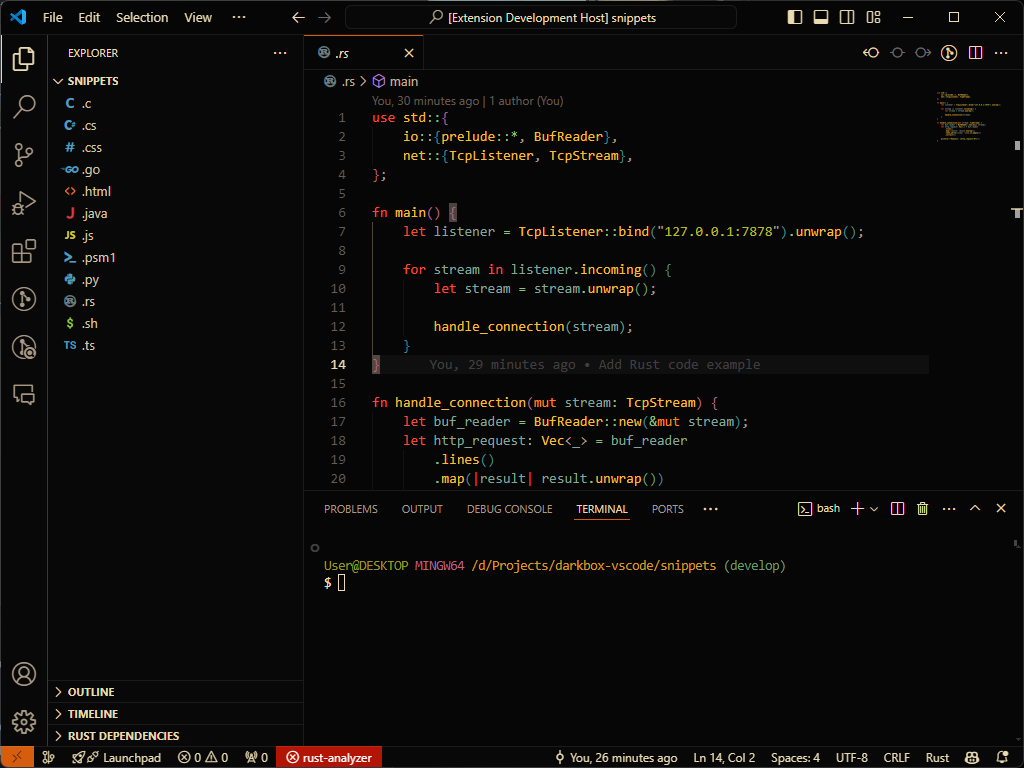 File Edit Selection View ··· [Extension Development Host] snippets
EXPLORER ···
SNIPPETS
C .c
C# .cs
# .css
GO .go
<> .html
J .java
JS .js
.psm1
.py
.rs
$ .sh
TS .ts
OUTLINE
TIMELINE
RUST DEPENDENCIES
.rs
.rs > main
You, 30 minutes ago | 1 author (You)
1 use std::{
2 io::{prelude::*, BufReader},
3 net::{TcpListener, TcpStream},
4 };
5
6 fn main() {
7 let listener = TcpListener::bind("127.0.0.1:7878").unwrap();
8
9 for stream in listener.incoming() {
10 let stream = stream.unwrap();
11
12 handle_connection(stream);
13 }
14 } You, 29 minutes ago • Add Rust code example
15
16 fn handle_connection(mut stream: TcpStream) {
17 let buf_reader = BufReader::new(&mut stream);
18 let http_request: Vec<_> = buf_reader
19 .lines()
20 .map(|result| result.unwrap())
PROBLEMS OUTPUT DEBUG CONSOLE TERMINAL PORTS ··· bash
User@DESKTOP MINGW64 /d/Projects/darkbox-vscode/snippets (develop)
$
Launchpad 0 0 0 rust-analyzer You, 26 minutes ago Ln 14, Col 2 Spaces: 4 UTF-8 CRLF Rust